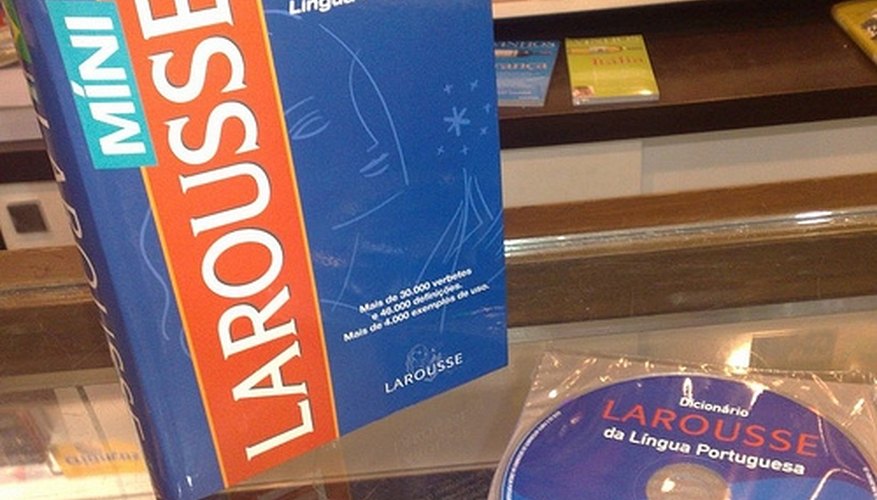 Língua
MÍNI
LAROUSSE
Mais de 30.000 verbetes
e 46.000 definições.
Mais de 4.000 exemplos de uso.
LAROUSSE
Itália
Dicionário
LAROUSSE
da Língua Portuguesa